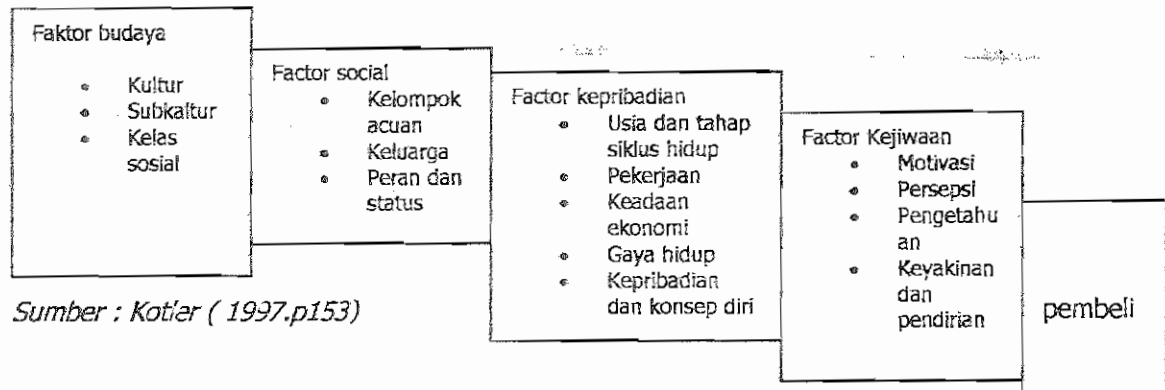 Faktor budaya
• Kultur
• Subkaltur
• Kelas
sosial
Factor social
• Kelompok
acuan
• Keluarga
• Peran dan
status
Factor kepribadian
• Usia dan tahap
siklus hidup
• Pekerjaan
• Keadaan
ekonomi
• Gaya hidup
• Kepribadian
dan konsep diri
Factor Kejiwaan
• Motivasi
• Persepsi
• Pengetahu
an
• Keyakinan
dan
pendirian
pembeli
Sumber : Kotler ( 1997.p153)